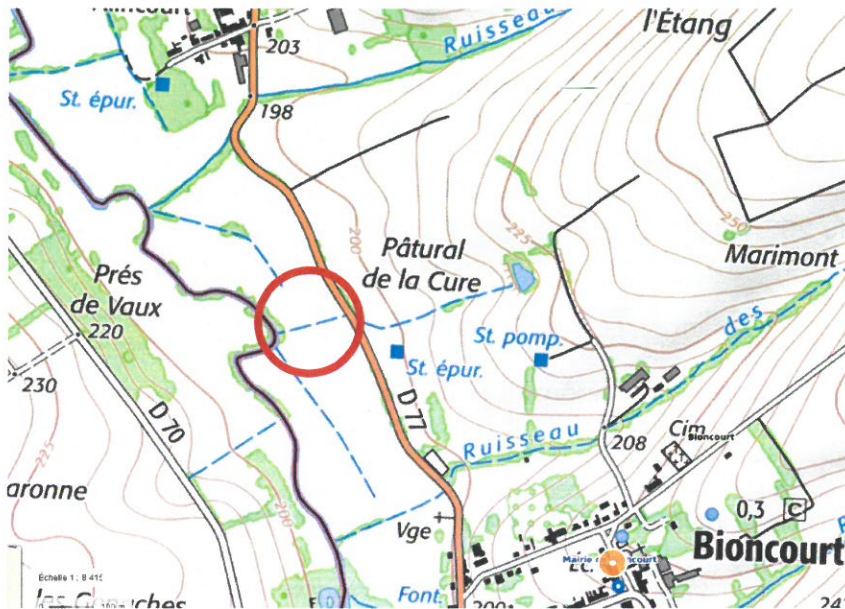 203
l'Étang
Ruisseau
St. épur.
198
200
Pâtural
de la Cure
225
250
Marimont
Prés
de Vaux
220
des
St. pomp.
St. épur.
230
D 70
D 77
225
Ruisseau
208
Cim
Bioncourt
aronne
200
0,3
C
Vge
Bioncourt
Échelle 1 : 8 415
Font.